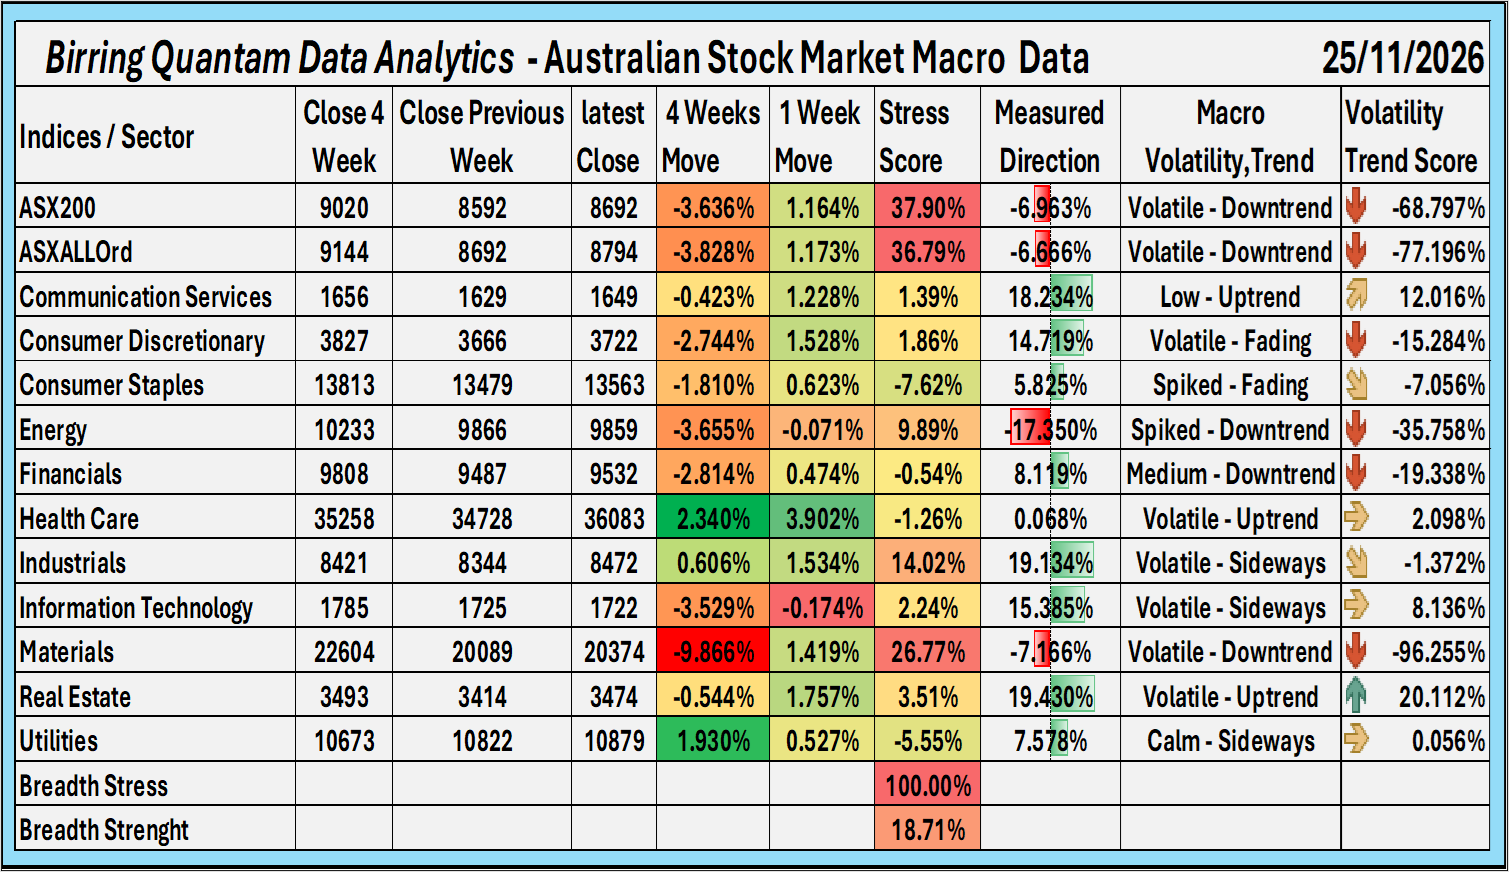 Birring Quantam Data Analytics - Australian Stock Market Macro Data 25/11/2026
Indices / Sector Close 4 Week Close Previous Week latest Close 4 Weeks Move 1 Week Move Stress Score Measured Direction Macro Volatility,Trend Volatility Trend Score
ASX200 9020 8592 8692 -3.636% 1.164% 37.90% -6.963% Volatile - Downtrend -68.797%
ASXALLOrd 9144 8692 8794 -3.828% 1.173% 36.79% -6.666% Volatile - Downtrend -77.196%
Communication Services 1656 1629 1649 -0.423% 1.228% 1.39% 18.234% Low - Uptrend 12.016%
Consumer Discretionary 3827 3666 3722 -2.744% 1.528% 1.86% 14.719% Volatile - Fading -15.284%
Consumer Staples 13813 13479 13563 -1.810% 0.623% -7.62% 5.825% Spiked - Fading -7.056%
Energy 10233 9866 9859 -3.655% -0.071% 9.89% -17.350% Spiked - Downtrend -35.758%
Financials 9808 9487 9532 -2.814% 0.474% -0.54% 8.119% Medium - Downtrend -19.338%
Health Care 35258 34728 36083 2.340% 3.902% -1.26% 0.068% Volatile - Uptrend 2.098%
Industrials 8421 8344 8472 0.606% 1.534% 14.02% 19.134% Volatile - Sideways -1.372%
Information Technology 1785 1725 1722 -3.529% -0.174% 2.24% 15.385% Volatile - Sideways 8.136%
Materials 22604 20089 20374 -9.866% 1.419% 26.77% -7.166% Volatile - Downtrend -96.255%
Real Estate 3493 3414 3474 -0.544% 1.757% 3.51% 19.430% Volatile - Uptrend 20.112%
Utilities 10673 10822 10879 1.930% 0.527% -5.55% 7.578% Calm - Sideways 0.056%
Breadth Stress 100.00%
Breadth Strenght 18.71%